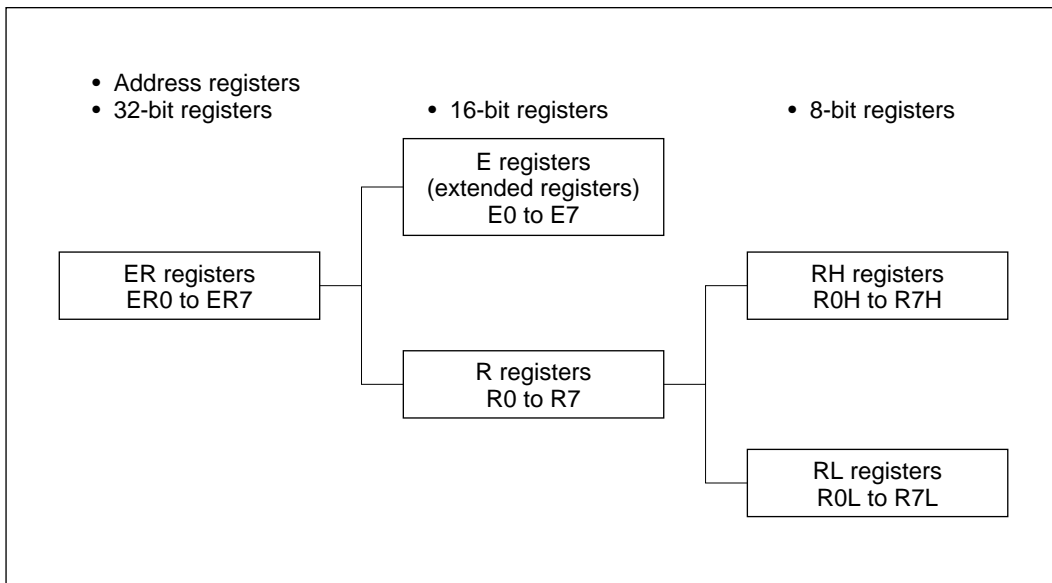 • Address registers
• 32-bit registers
• 16-bit registers
• 8-bit registers
E registers
(extended registers)
E0 to E7
ER registers
ER0 to ER7
RH registers
R0H to R7H
R registers
R0 to R7
RL registers
R0L to R7L